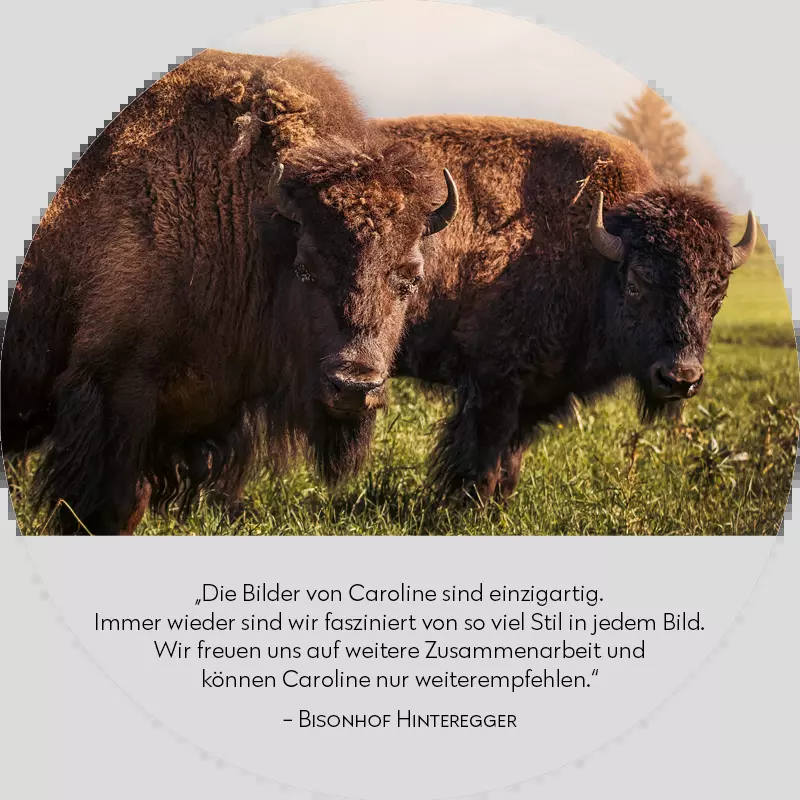 „Die Bilder von Caroline sind einzigartig.
Immer wieder sind wir fasziniert von so viel Stil in jedem Bild.
Wir freuen uns auf weitere Zusammenarbeit und
können Caroline nur weiterempfehlen.“
– Bisonhof Hinteregger